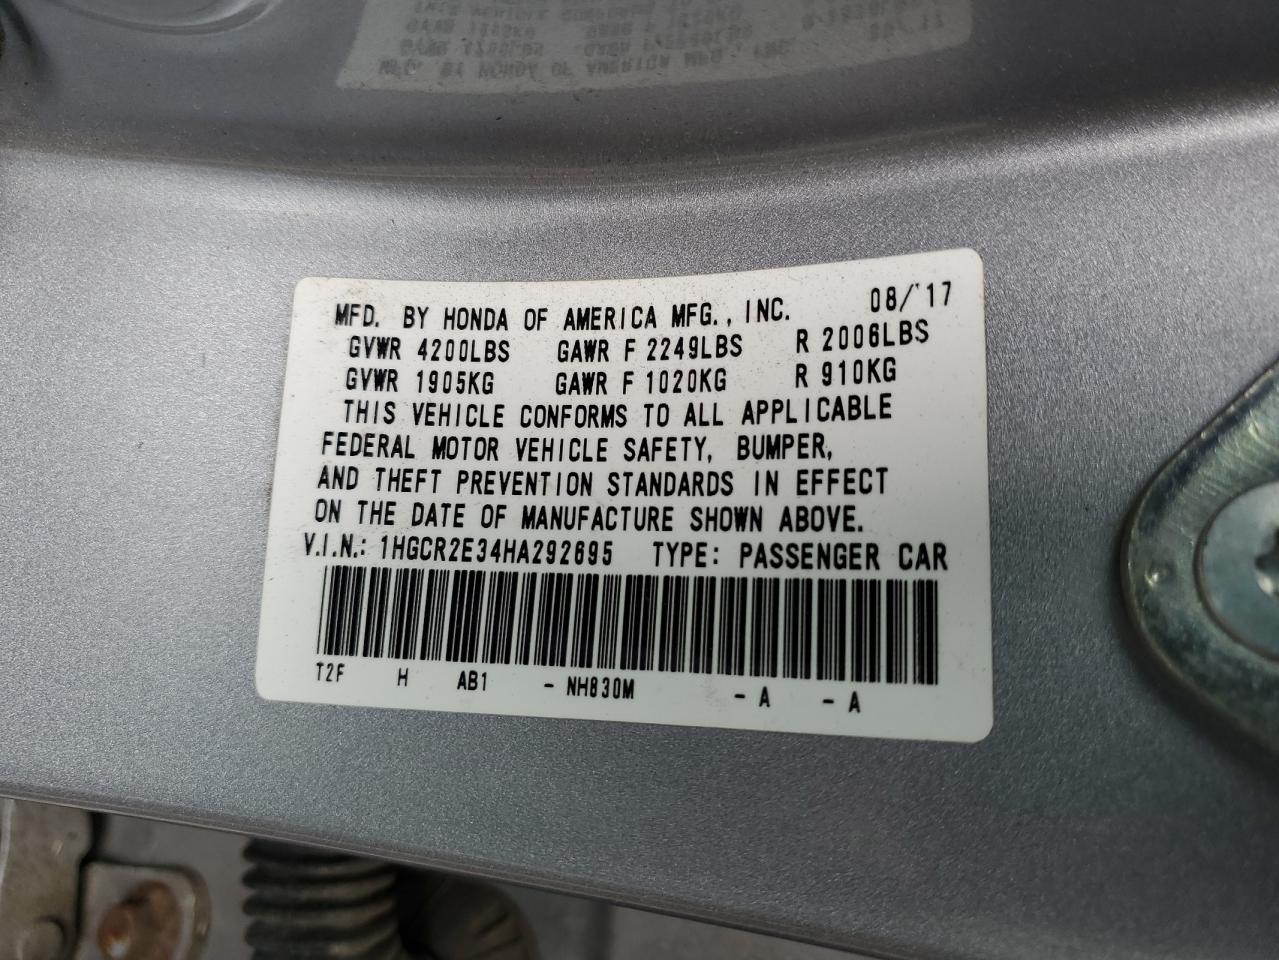 MFD. BY HONDA OF AMERICA MFG., INC. 08/'17
GVWR 4200LBS GAWR F 2249LBS R 2006LBS
GVWR 1905KG GAWR F 1020KG R 910KG
THIS VEHICLE CONFORMS TO ALL APPLICABLE
FEDERAL MOTOR VEHICLE SAFETY, BUMPER,
AND THEFT PREVENTION STANDARDS IN EFFECT
ON THE DATE OF MANUFACTURE SHOWN ABOVE.
V.I.N.: 1HGCR2E34HA292695 TYPE: PASSENGER CAR
T2F H AB1 - NH830M - A - A